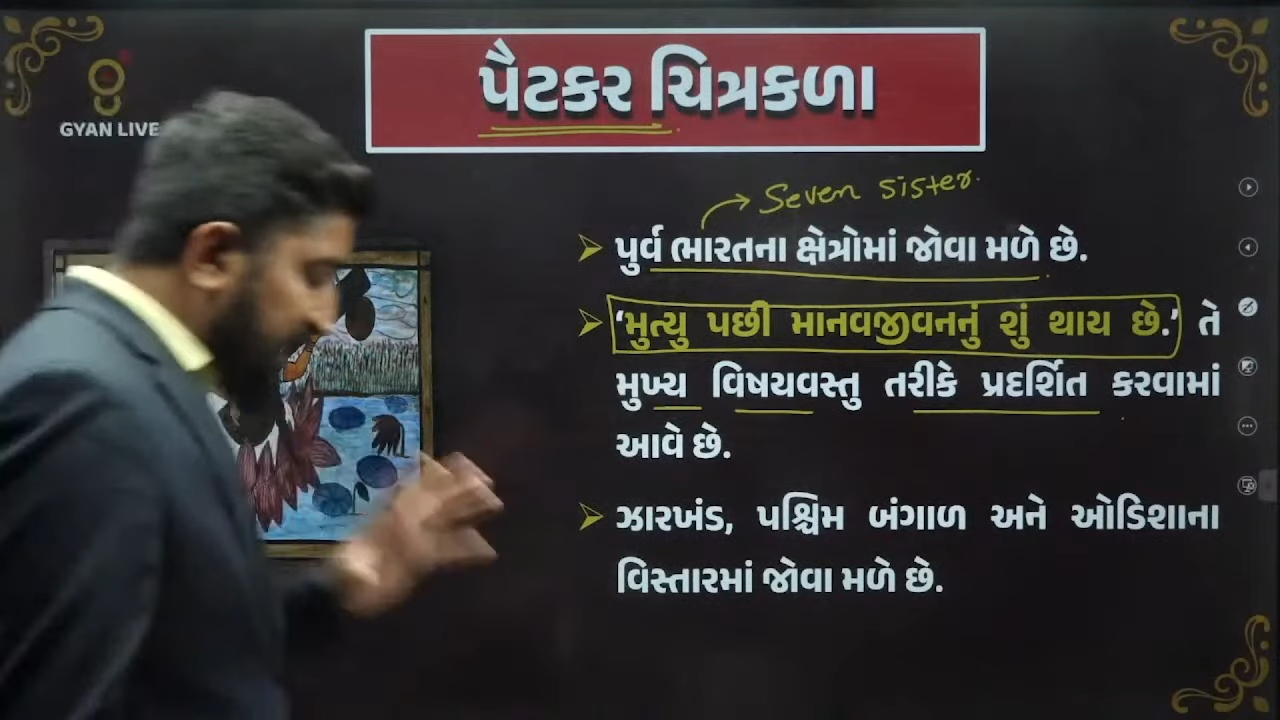 પૈટકર ચિત્રકળા
GYAN LIVE
Seven sister.
પુર્વ ભારતના ક્ષેત્રોમાં જોવા મળે છે.
‘મુત્યુ પછી માનવજીવનનું શું થાય છે.’ તે
મુખ્ય વિષયવસ્તુ તરીકે પ્રદર્શિત કરવામાં
આવે છે.
ઝારખંડ, પશ્ચિમ બંગાળ અને ઓડિશાના
વિસ્તારમાં જોવા મળે છે.